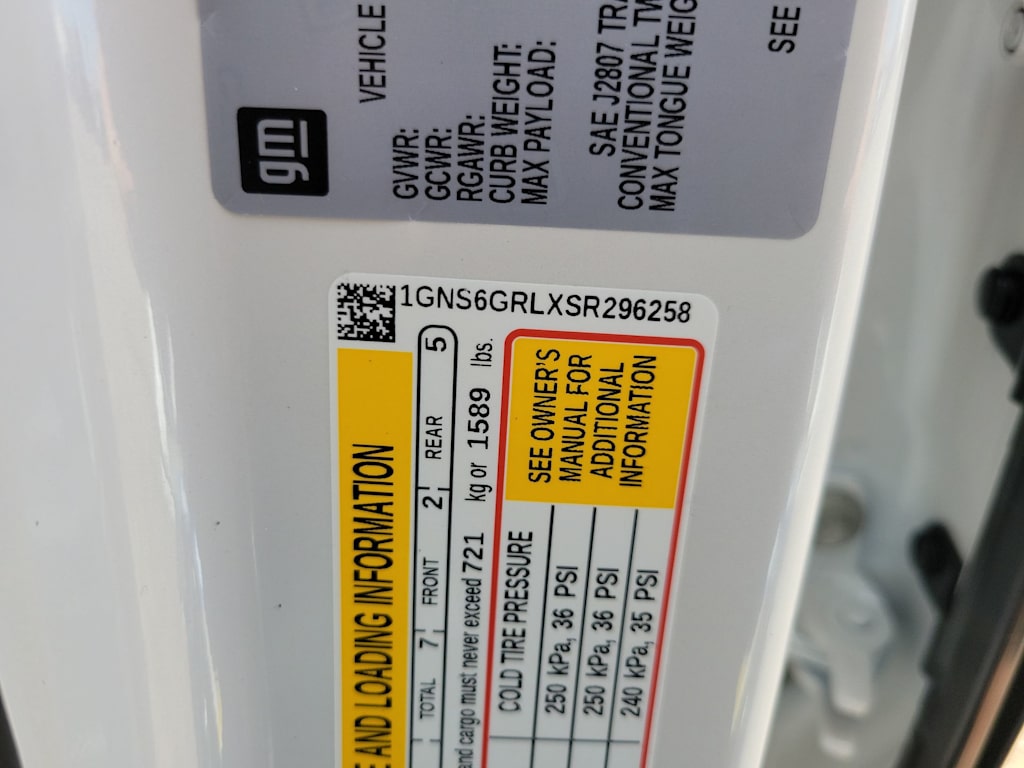 gm
VEHICLE
GVWR:
GCWR:
RGAWR:
CURB WEIGHT:
MAX PAYLOAD:
SAE J2807
CONVENTIONAL
MAX TONGUE
SEE
1GNS6GRLXSR296258
AND LOADING INFORMATION
TOTAL 7 FRONT 2 REAR 5
and cargo must never exceed 721 kg or 1589 lbs.
COLD TIRE PRESSURE
250 kPa, 36 PSI
250 kPa, 36 PSI
240 kPa, 35 PSI
SEE OWNER'S
MANUAL FOR
ADDITIONAL
INFORMATION